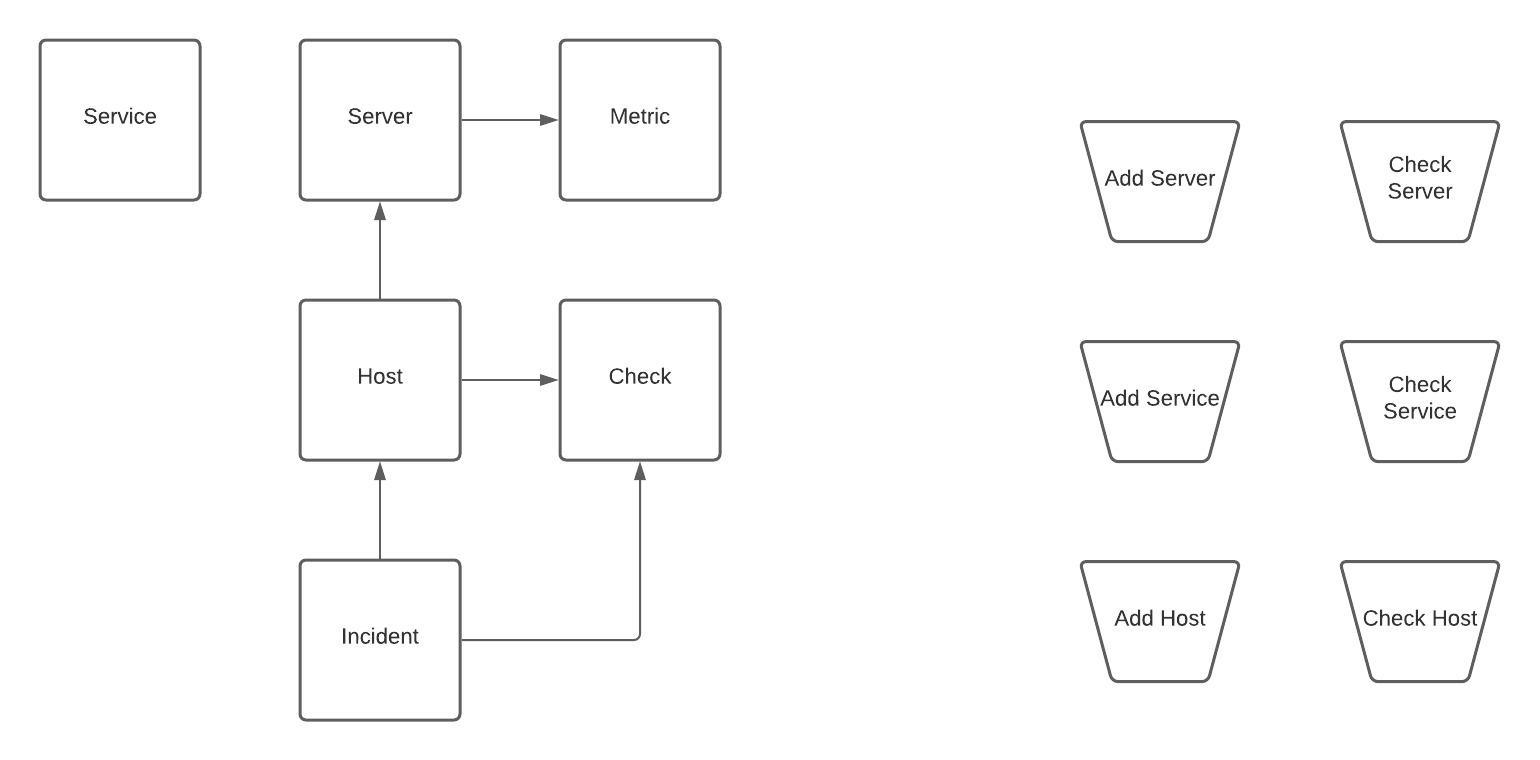 Service
Server
Metric
Host
Check
Incident
Add Server
Check
Server
Add Service
Check
Service
Add Host
Check Host